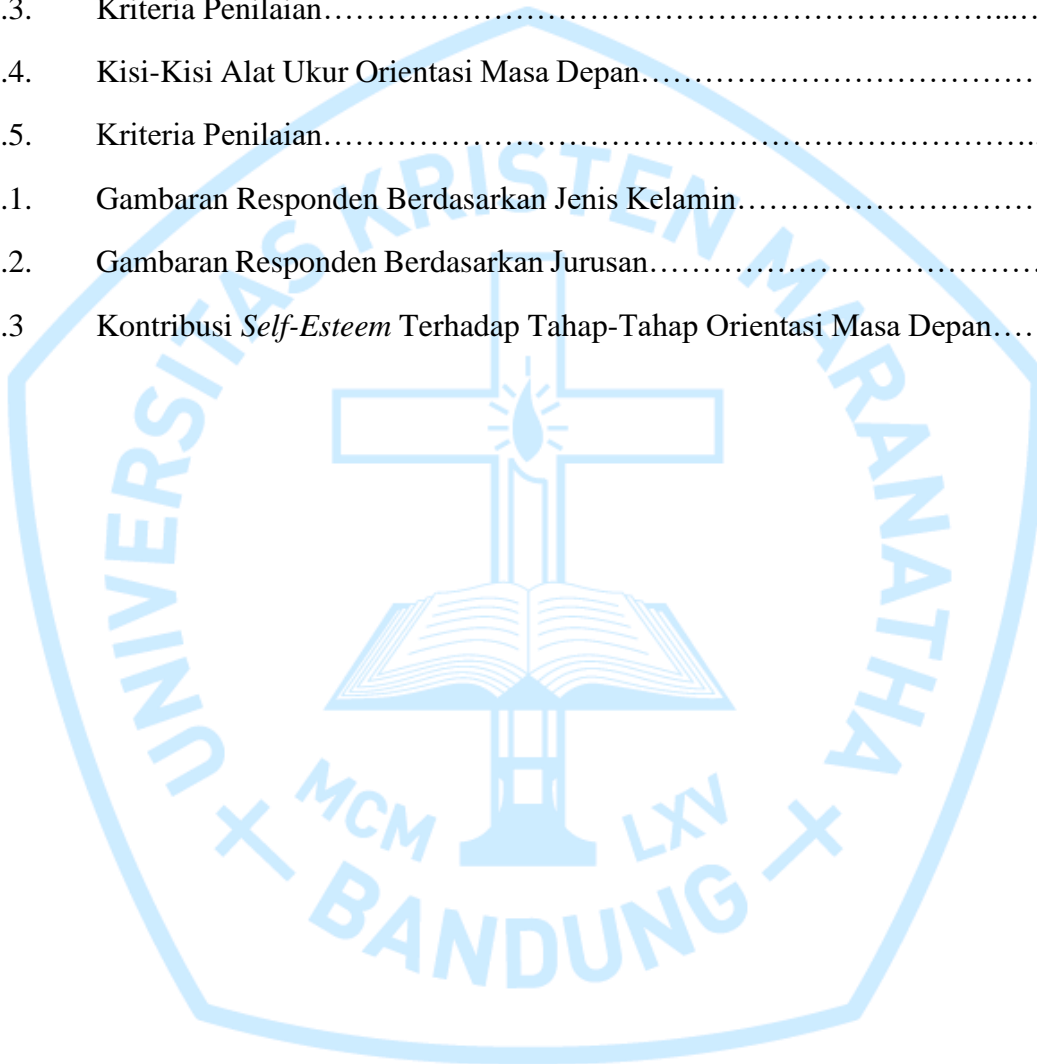 .3. Kriteria Penilaian……………………………………………………………..…
.4. Kisi-Kisi Alat Ukur Orientasi Masa Depan………………………………
.5. Kriteria Penilaian………………………………………………………………..
.1. Gambaran Responden Berdasarkan Jenis Kelamin………………………
.2. Gambaran Responden Berdasarkan Jurusan……………………………….
.3 Kontribusi Self-Esteem Terhadap Tahap-Tahap Orientasi Masa Depan….
UNIVERSITAS KRISTEN MARANATHA
MCM LXV
BANDUNG